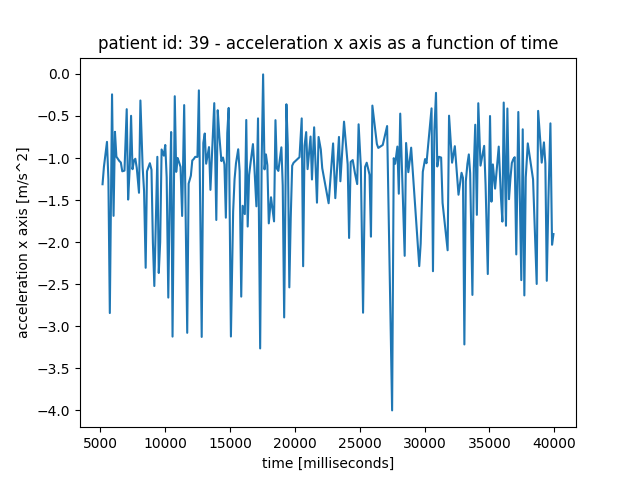 patient id: 39 - acceleration x axis as a function of time
acceleration x axis [m/s^2]
0.0
−0.5
−1.0
−1.5
−2.0
−2.5
−3.0
−3.5
−4.0
5000 10000 15000 20000 25000 30000 35000 40000
time [milliseconds]